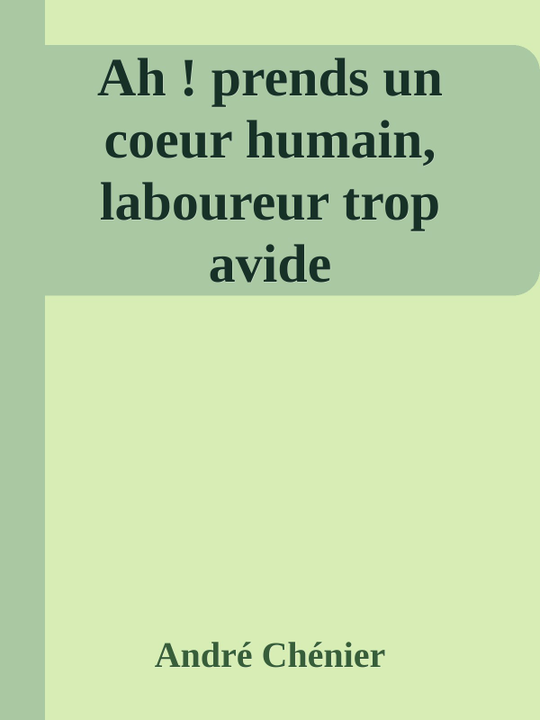 Ah ! prends un
coeur humain,
laboureur trop
avide
André Chénier